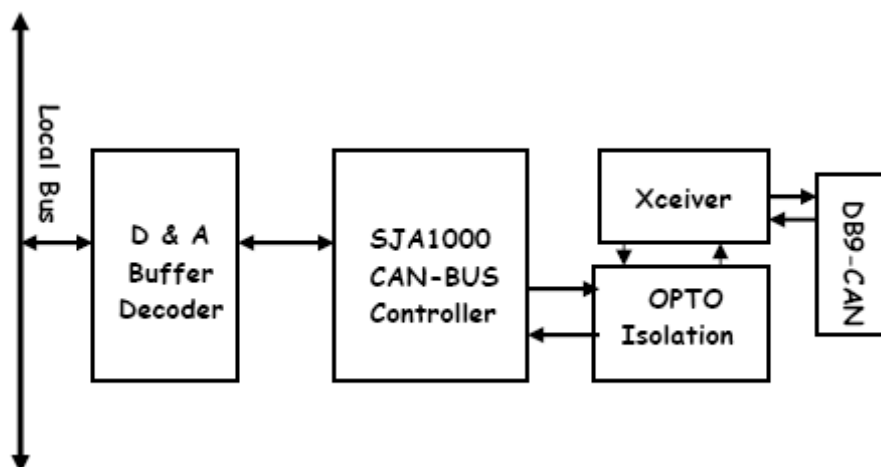 Local Bus
D & A
Buffer
Decoder
SJA1000
CAN-BUS
Controller
Xceiver
OPTO
Isolation
DB9-CAN